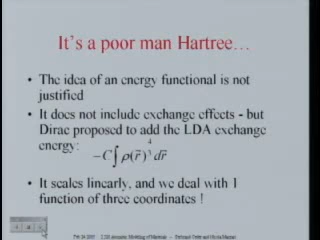 It's a poor man Hartree…
• The idea of an energy functional is not
justified
• It does not include exchange effects - but
Dirac proposed to add the LDA exchange
energy:
−C∫ρ(r⃗)^{4/3} dr⃗
• It scales linearly, and we deal with 1
function of three coordinates !